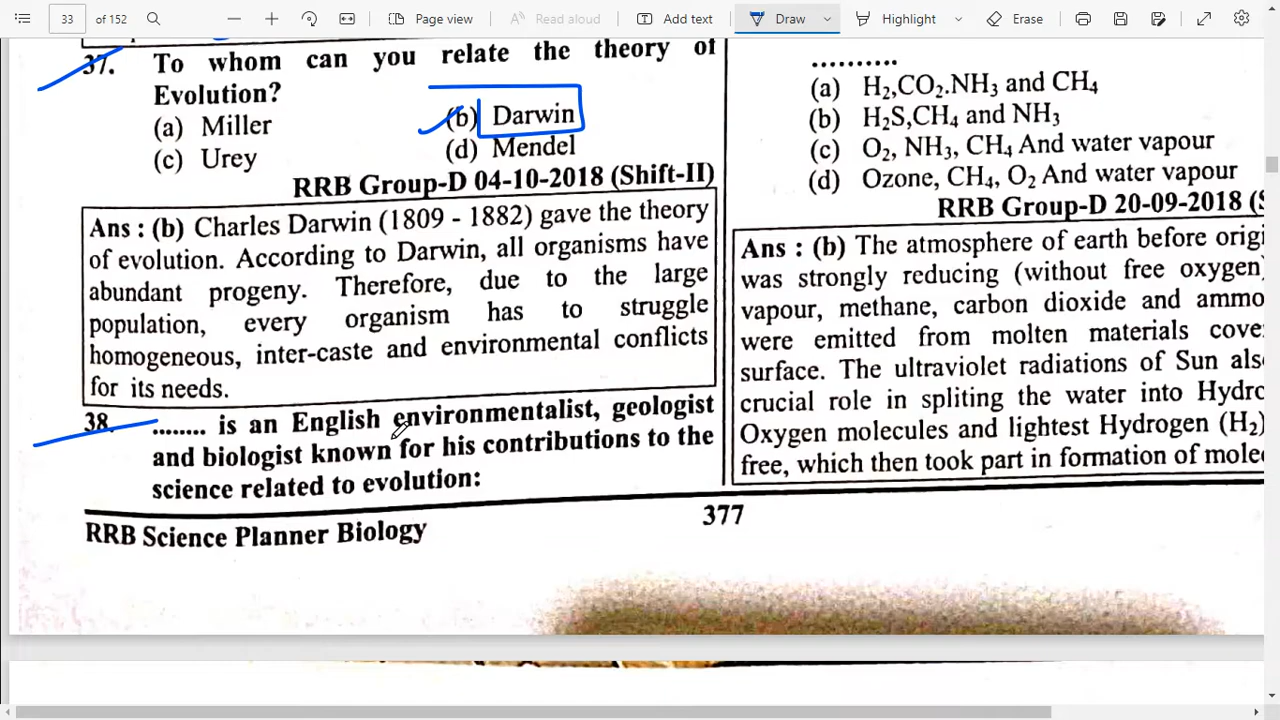 33
of 152
Page view
Read aloud
Add text
Draw
Highlight
Erase
37. To whom can you relate the theory of
Evolution?
(a) Miller
(b) Darwin
(c) Urey
(d) Mendel
RRB Group-D 04-10-2018 (Shift-II)
Ans : (b) Charles Darwin (1809 - 1882) gave the theory
of evolution. According to Darwin, all organisms have
abundant progeny. Therefore, due to the large
population, every organism has to struggle
homogeneous, inter-caste and environmental conflicts
for its needs.
38. ........ is an English environmentalist, geologist
and biologist known for his contributions to the
science related to evolution:
..........
(a) H₂,CO₂.NH₃ and CH₄
(b) H₂S,CH₄ and NH₃
(c) O₂, NH₃, CH₄ And water vapour
(d) Ozone, CH₄, O₂ And water vapour
RRB Group-D 20-09-2018 (S
Ans : (b) The atmosphere of earth before origi
was strongly reducing (without free oxygen)
vapour, methane, carbon dioxide and ammo
were emitted from molten materials cove
surface. The ultraviolet radiations of Sun als
crucial role in spliting the water into Hydro
Oxygen molecules and lightest Hydrogen (H₂)
free, which then took part in formation of mole
RRB Science Planner Biology
377